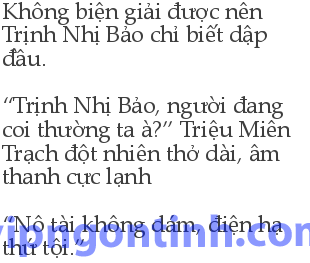 Không biện giải được nên
Trịnh Nhị Bảo chỉ biết dập
đầu.
“Trịnh Nhị Bảo, người đang
coi thường ta à?” Triệu Miên
Trạch đột nhiên thở dài, âm
thanh cực lạnh
“Nô tài không dám, điện hạ
thứ tội.”
vipngontinh.com